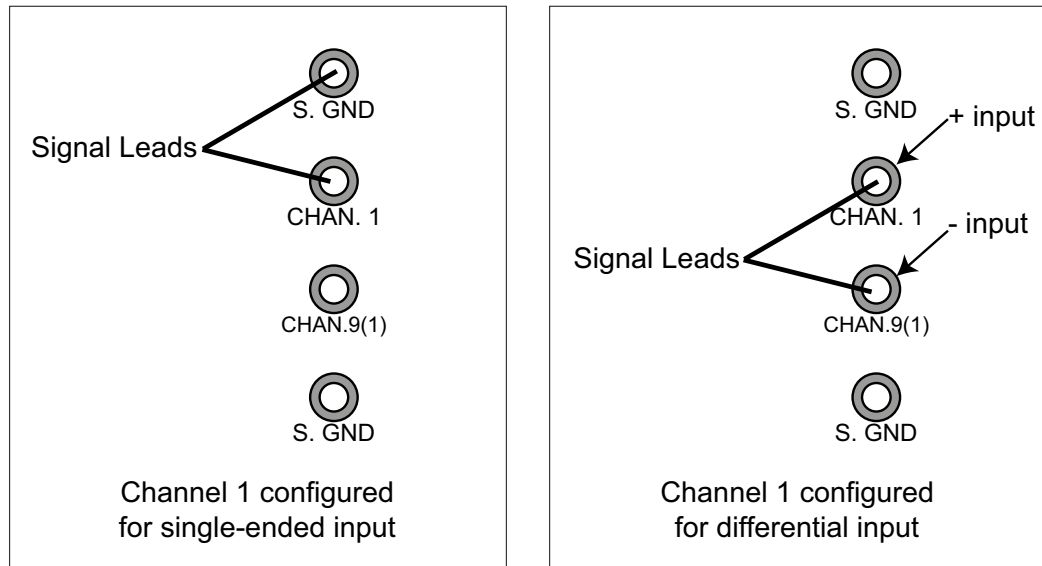 S. GND
Signal Leads
CHAN. 1
CHAN.9(1)
S. GND
Channel 1 configured
for single-ended input
S. GND
+ input
CHAN. 1
- input
Signal Leads
CHAN.9(1)
S. GND
Channel 1 configured
for differential input